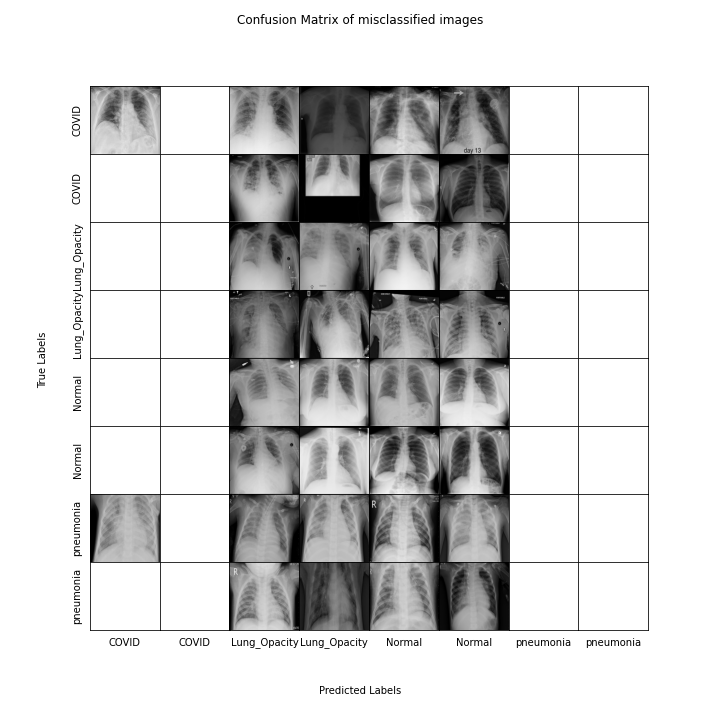 Confusion Matrix of misclassified images
COVID
day 13
COVID
Lung_Opacity
Lung_Opacity
True Labels
Normal
Normal
pneumonia
R
pneumonia
R
COVID COVID Lung_Opacity Lung_Opacity Normal Normal pneumonia pneumonia
Predicted Labels